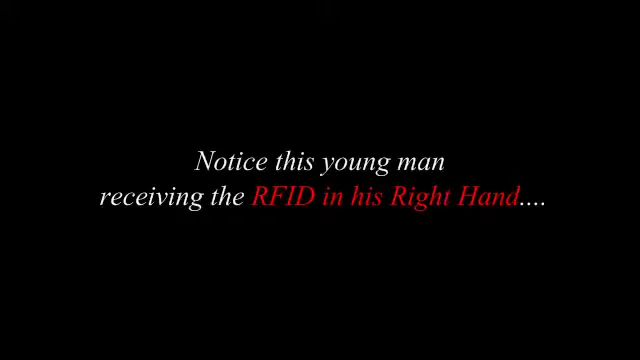 Notice this young man
receiving the RFID in his Right Hand....